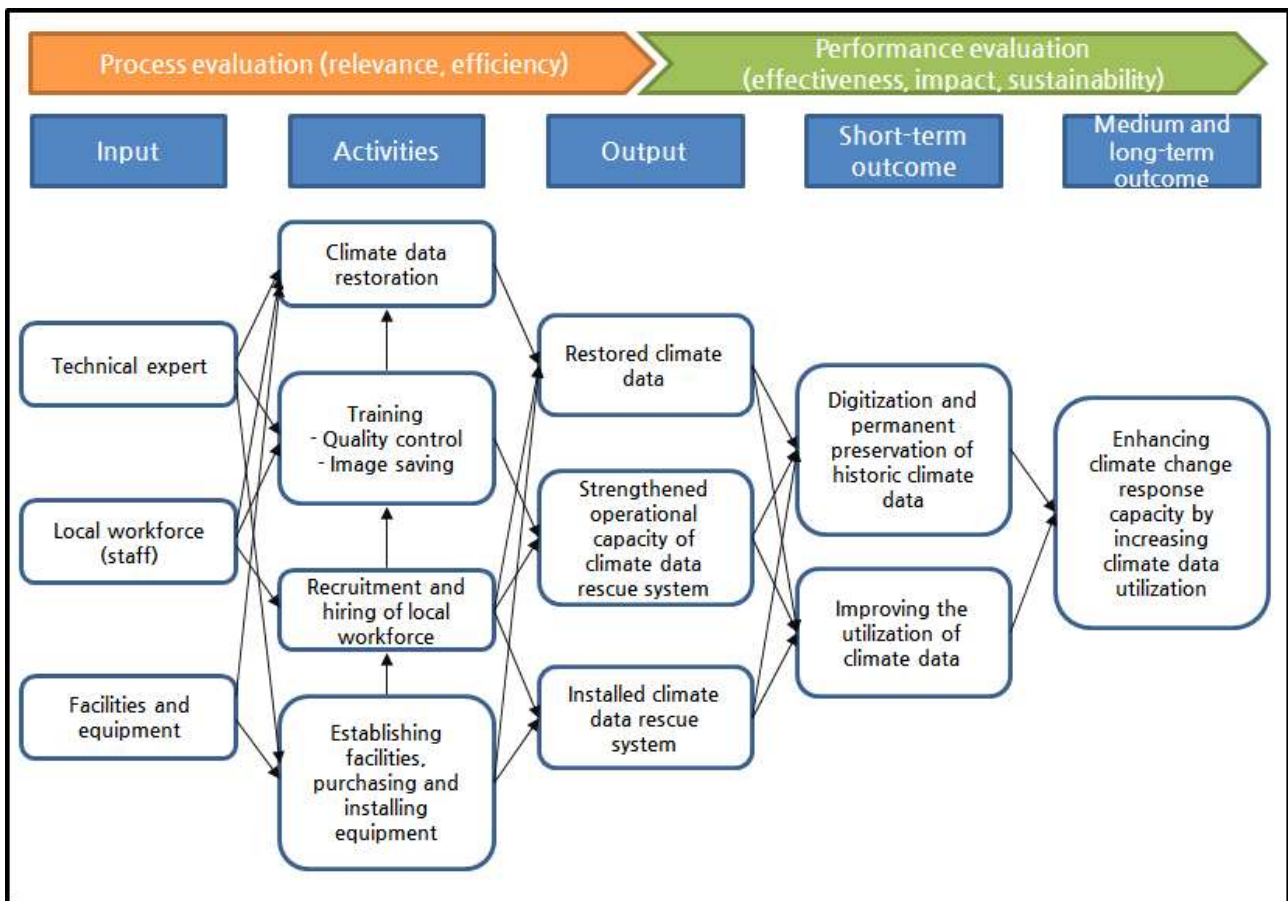 Process evaluation (relevance, efficiency)
Performance evaluation
(effectiveness, impact, sustainability)
Input
Activities
Output
Short-term
outcome
Medium and
long-term
outcome
Climate data
restoration
Technical expert
Training
- Quality control
- Image saving
Local workforce
(staff)
Recruitment and
hiring of local
workforce
Facilities and
equipment
Establishing
facilities,
purchasing and
installing
equipment
Restored climate
data
Strengthened
operational
capacity of
climate data
rescue system
Installed climate
data rescue
system
Digitization and
permanent
preservation of
historic climate
data
Improving the
utilization of
climate data
Enhancing
climate change
response
capacity by
increasing
climate data
utilization